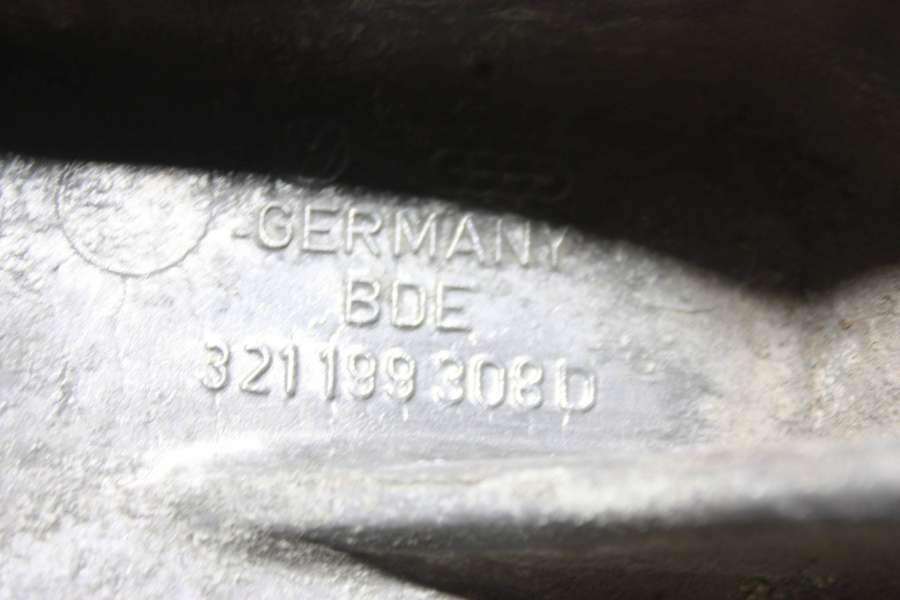 GERMANY
BDE
321 199 308 D